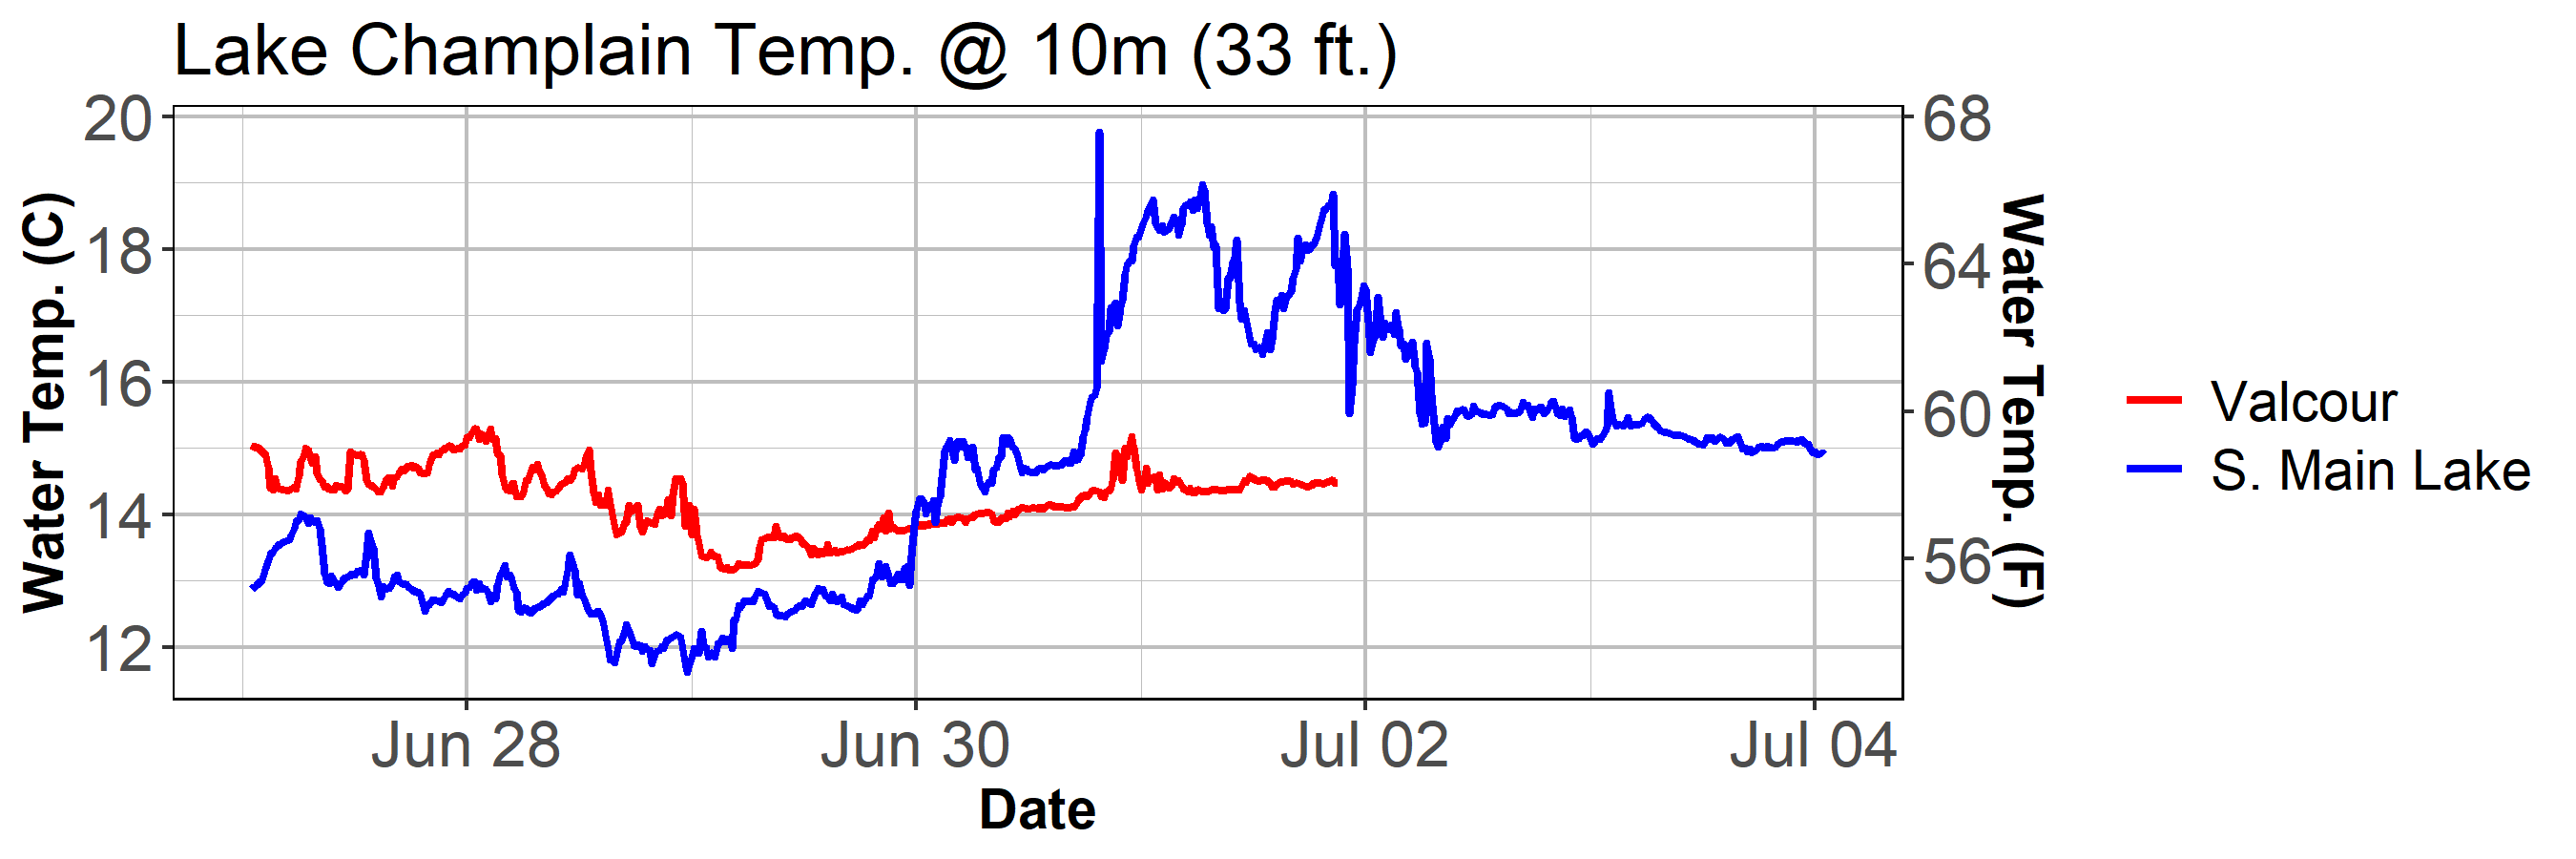 Lake Champlain Temp. @ 10m (33 ft.)
20
18
16
14
12
Water Temp. (C)
68
64
60
56
Water Temp. (F)
Jun 28
Jun 30
Jul 02
Jul 04
Date
Valcour
S. Main Lake